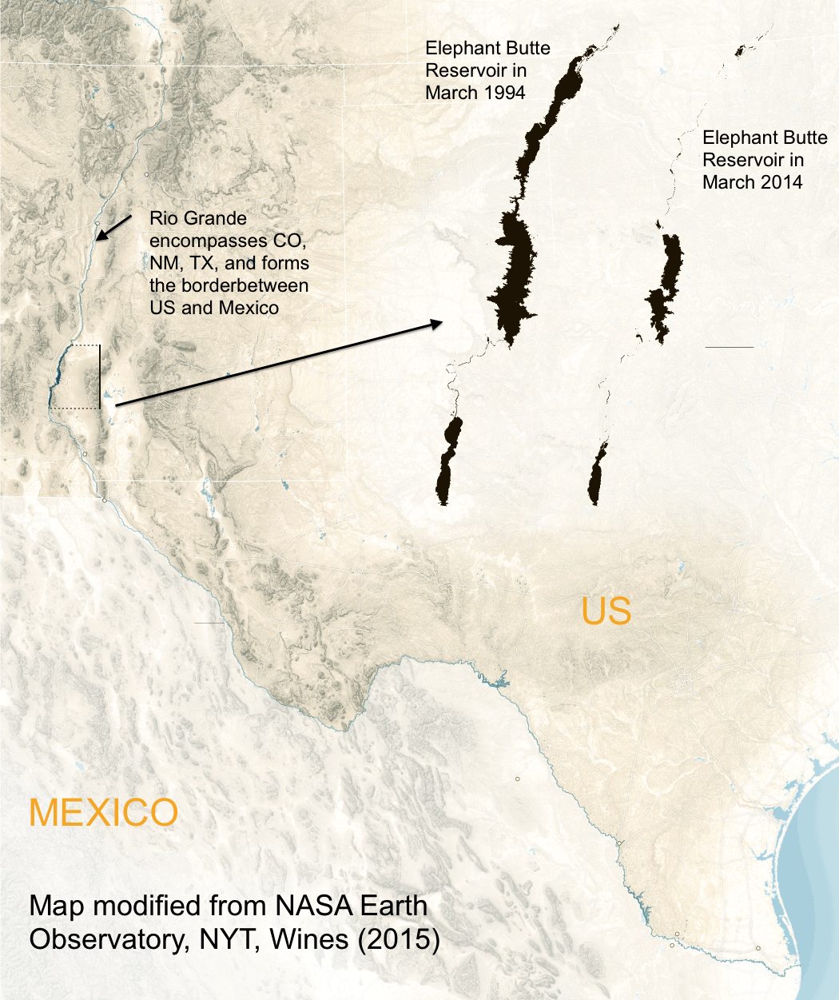 Elephant Butte
Reservoir in
March 1994
Elephant Butte
Reservoir in
March 2014
Rio Grande
encompasses CO,
NM, TX, and forms
the borderbetween
US and Mexico
US
MEXICO
Map modified from NASA Earth
Observatory, NYT, Wines (2015)